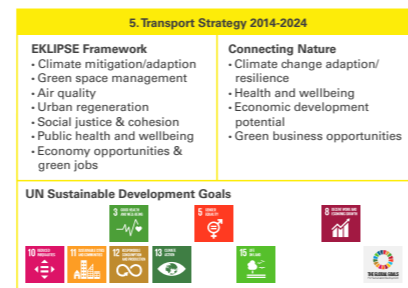 5. Transport Strategy 2014-2024
EKLIPSE Framework
• Climate mitigation/adaption
• Green space management
• Air quality
• Urban regeneration
• Social justice & cohesion
• Public health and wellbeing
• Economy opportunities &
green jobs
Connecting Nature
• Climate change adaption/
resilience
• Health and wellbeing
• Economic development
potential
• Green business opportunities
UN Sustainable Development Goals
3 GOOD HEALTH
AND WELL-BEING
5 GENDER
EQUALITY
8 DECENT WORK AND
ECONOMIC GROWTH
10 REDUCED
INEQUALITIES
11 SUSTAINABLE CITIES
AND COMMUNITIES
12 RESPONSIBLE
CONSUMPTION
AND PRODUCTION
13 CLIMATE
ACTION
15 LIFE
ON LAND
THE GLOBAL GOALS